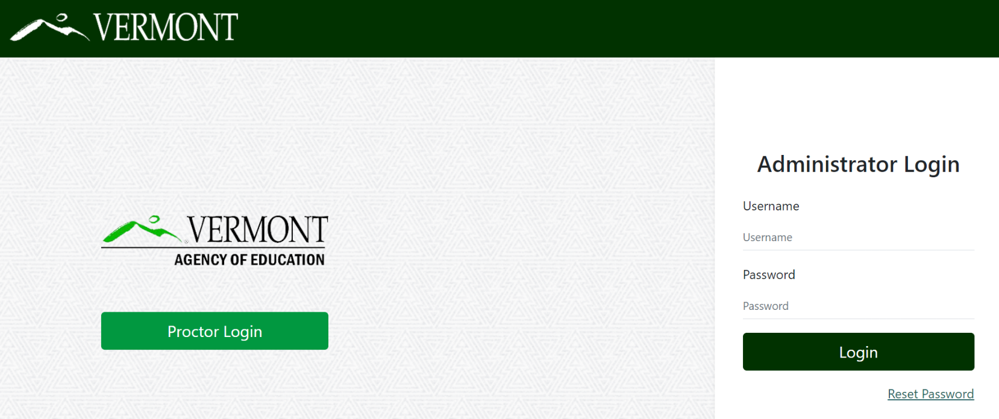 VERMONT
VERMONT
AGENCY OF EDUCATION
Proctor Login
Administrator Login
Username
Username
Password
Password
Login
Reset Password